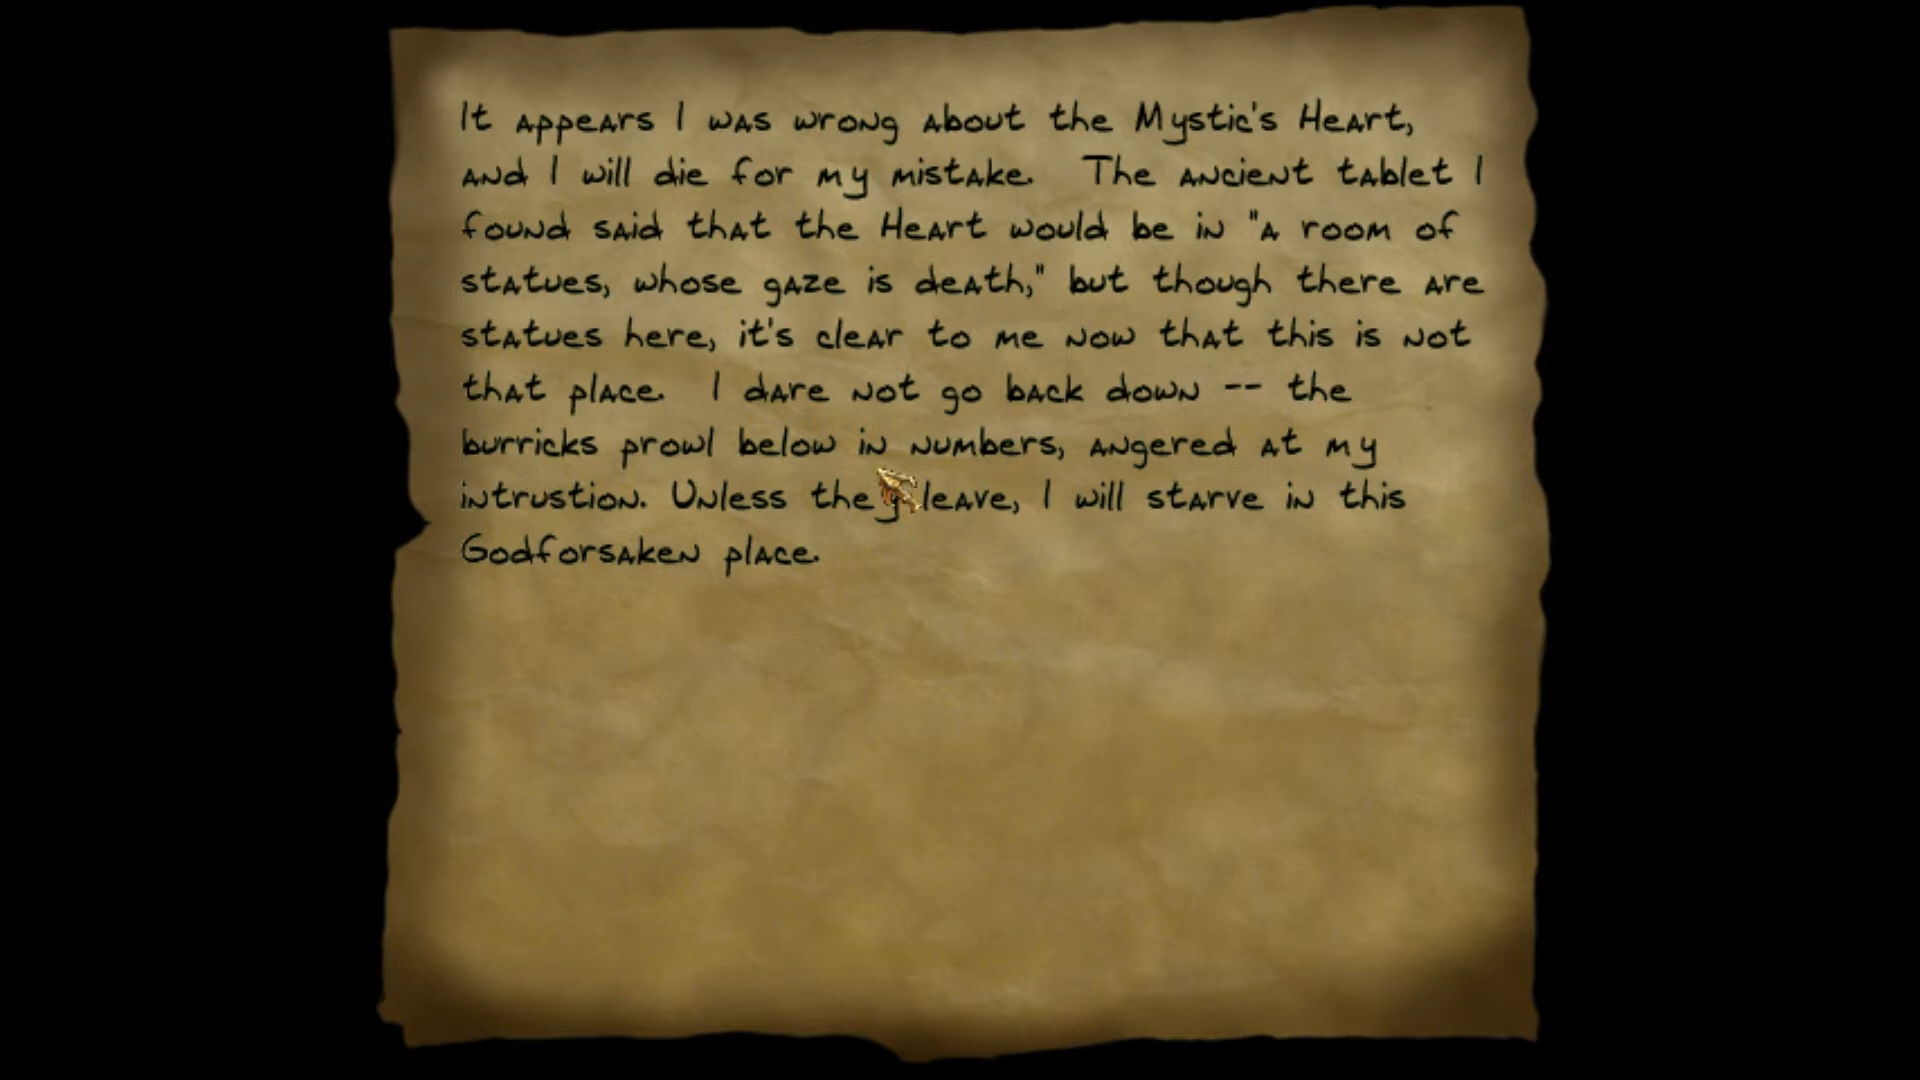 It appears I was wrong about the Mystic's Heart,
and I will die for my mistake.  The ancient tablet I
found said that the Heart would be in "a room of
statues, whose gaze is death," but though there are
statues here, it's clear to me now that this is not
that place.  I dare not go back down -- the
burricks prowl below in numbers, angered at my
intrustion. Unless they leave, I will starve in this
Godforsaken place.